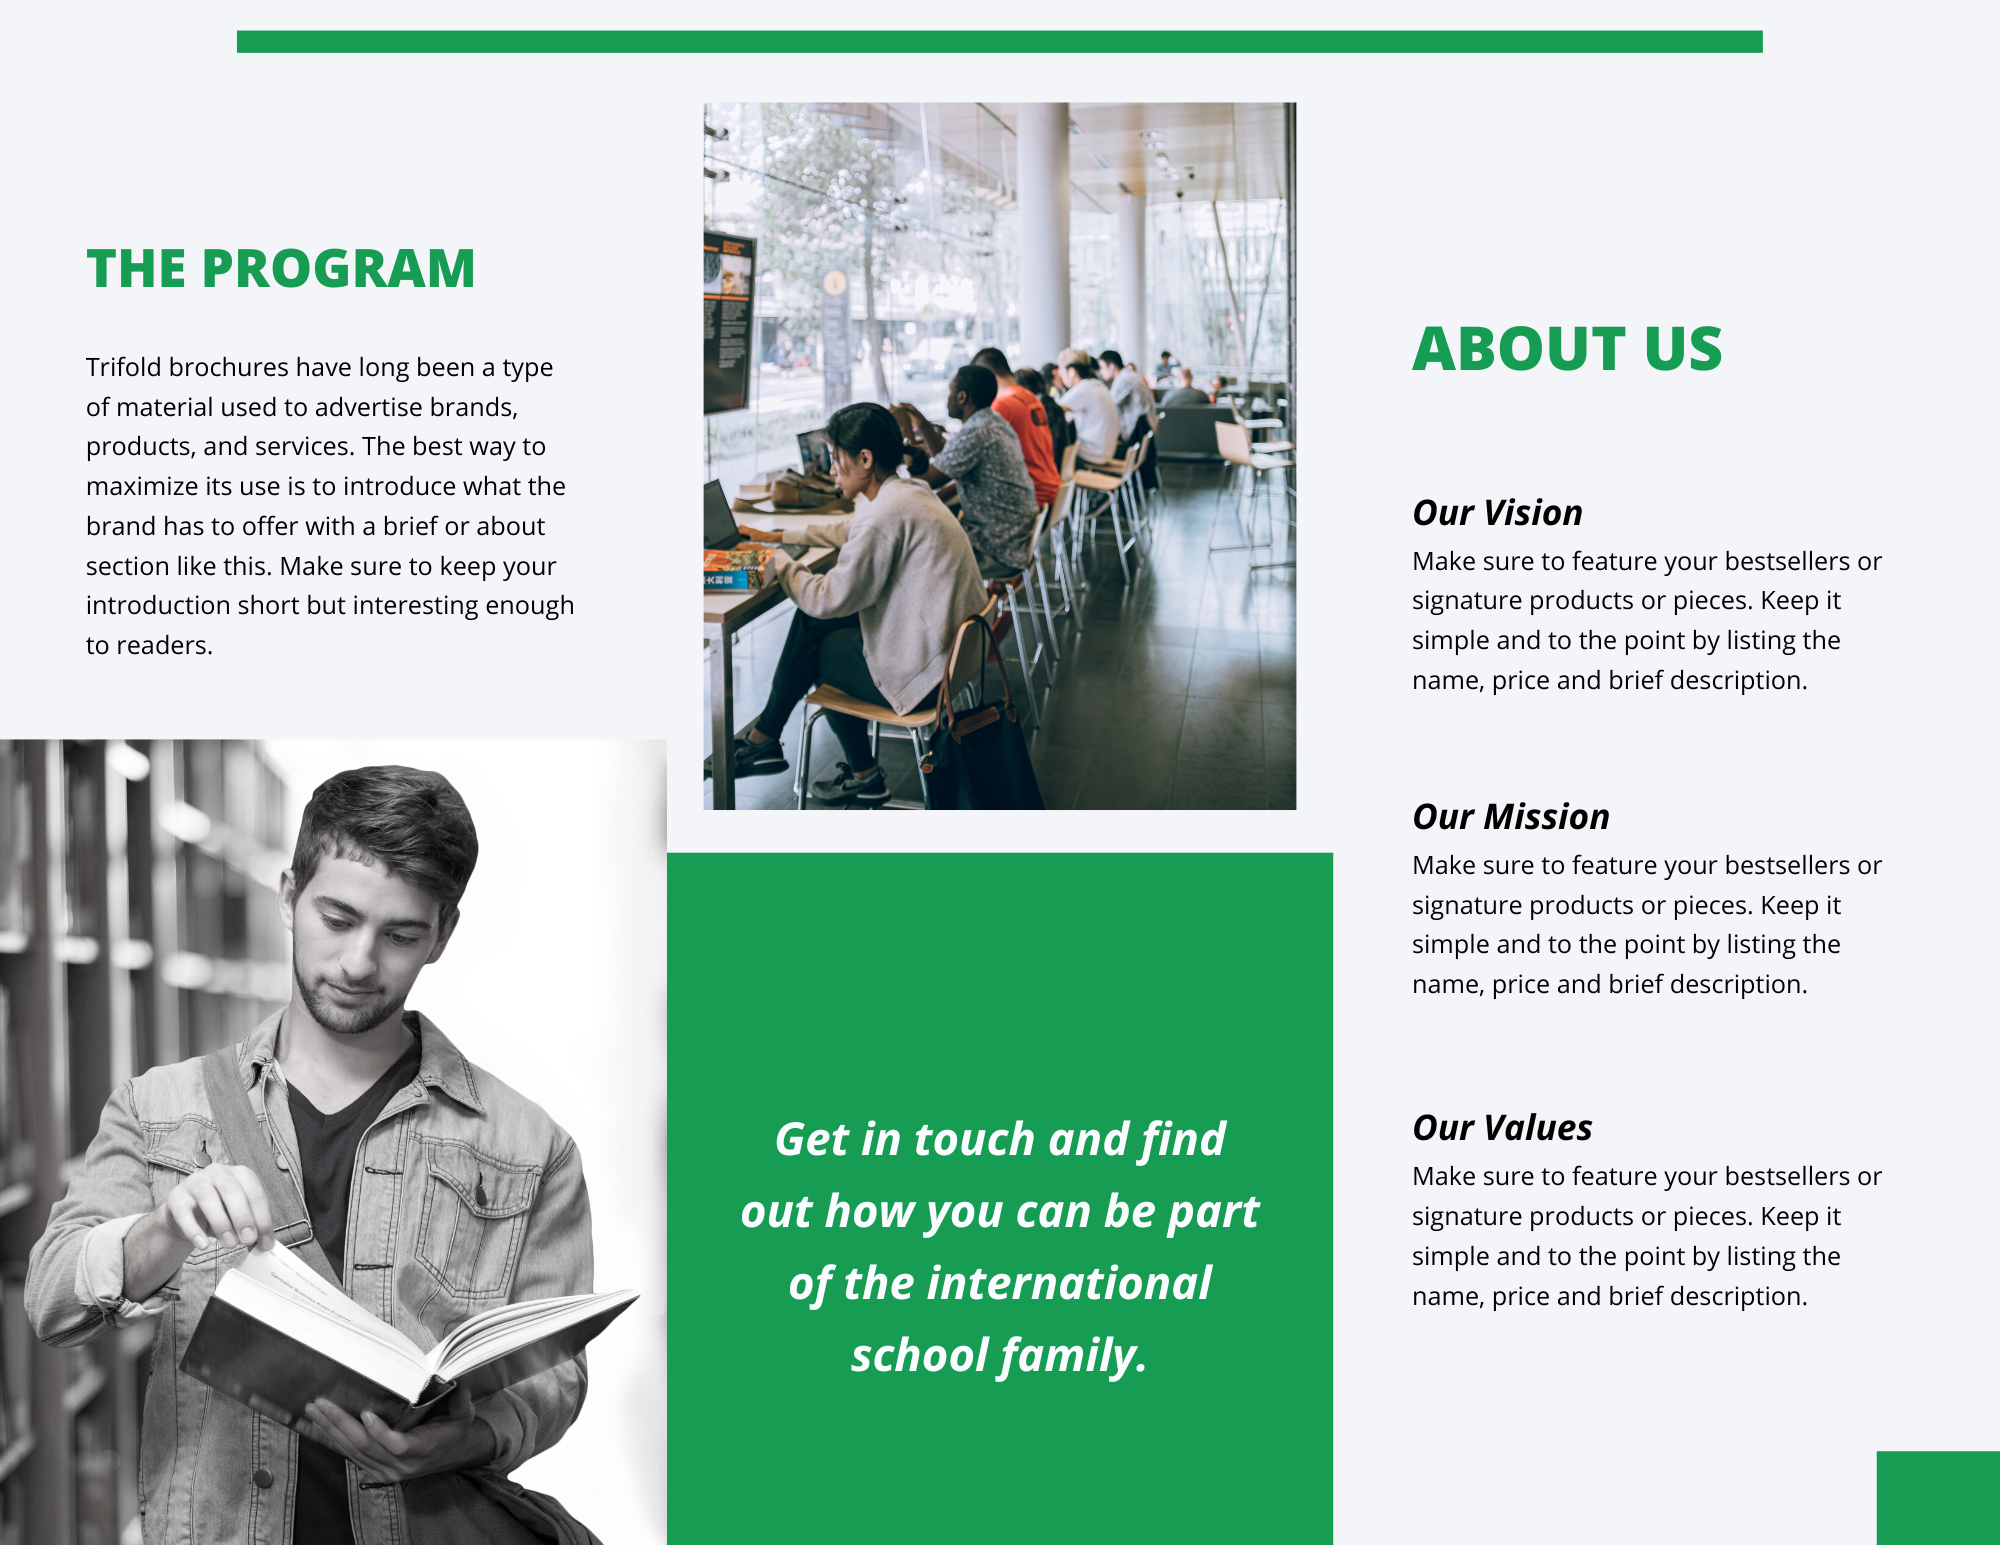 THE PROGRAM
Trifold brochures have long been a type
of material used to advertise brands,
products, and services. The best way to
maximize its use is to introduce what the
brand has to offer with a brief or about
section like this. Make sure to keep your
introduction short but interesting enough
to readers.
Get in touch and find
out how you can be part
of the international
school family.
ABOUT US
Our Vision
Make sure to feature your bestsellers or
signature products or pieces. Keep it
simple and to the point by listing the
name, price and brief description.
Our Mission
Make sure to feature your bestsellers or
signature products or pieces. Keep it
simple and to the point by listing the
name, price and brief description.
Our Values
Make sure to feature your bestsellers or
signature products or pieces. Keep it
simple and to the point by listing the
name, price and brief description.